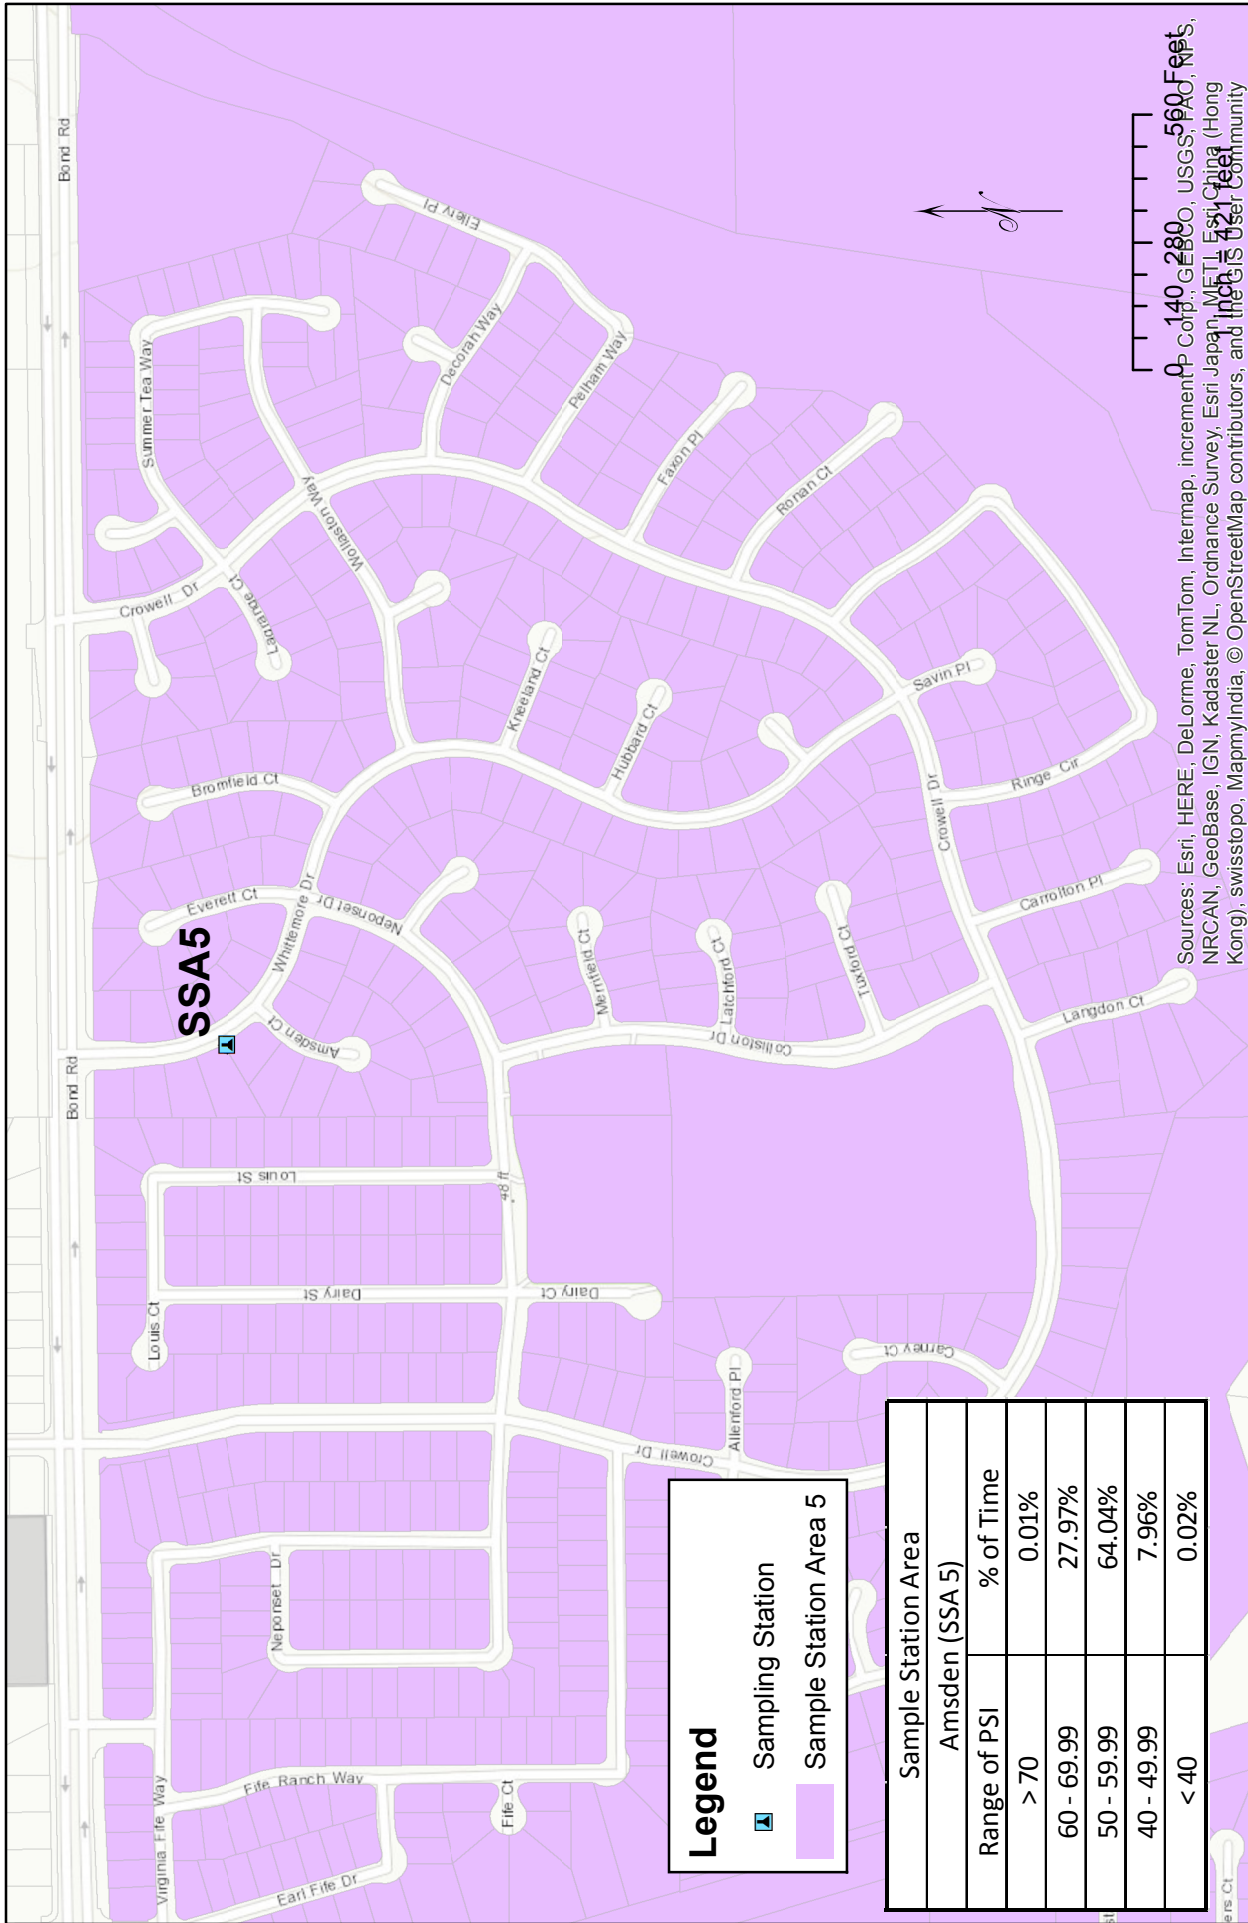 Bond Rd
Bond Rd
Summer Tea Way
Ellery Pl
Decorah Way
Pelham Way
Faxon Pl
Ronan Ct
Wollaston Way
Crowell Dr
Lagrange Ct
Kneeland Ct
Hubbard Ct
Savin Pl
Ringe Cir
Crowell Dr
Carrolton Pl
Langdon Ct
Bromfield Ct
Everett Ct
Whittemore Dr
Neponset Dr
SSA5
Amsden Ct
Merrifield Ct
Latchford Ct
Tuxford Ct
Colliston Dr
Louis St
48 ft
Louis Ct
Dairy St
Dairy Ct
Carney Ct
Allenford Pl
Crowell Dr
Neponset Dr
Virginia Fife Way
Fife Ranch Way
Fife Ct
Earl Fife Dr
ers Ct
st
Legend
Sampling Station
Sample Station Area 5
Sample Station Area
Amsden (SSA 5)
Range of PSI % of Time
> 70 0.01%
60 - 69.99 27.97%
50 - 59.99 64.04%
40 - 49.99 7.96%
< 40 0.02%
N
0 140 280 560 Feet
1 inch = 421 feet
Sources: Esri, HERE, DeLorme, TomTom, Intermap, increment P Corp., GEBCO, USGS, FAO, NPS,
NRCAN, GeoBase, IGN, Kadaster NL, Ordnance Survey, Esri Japan, METI, Esri China (Hong
Kong), swisstopo, MapmyIndia, © OpenStreetMap contributors, and the GIS User Community